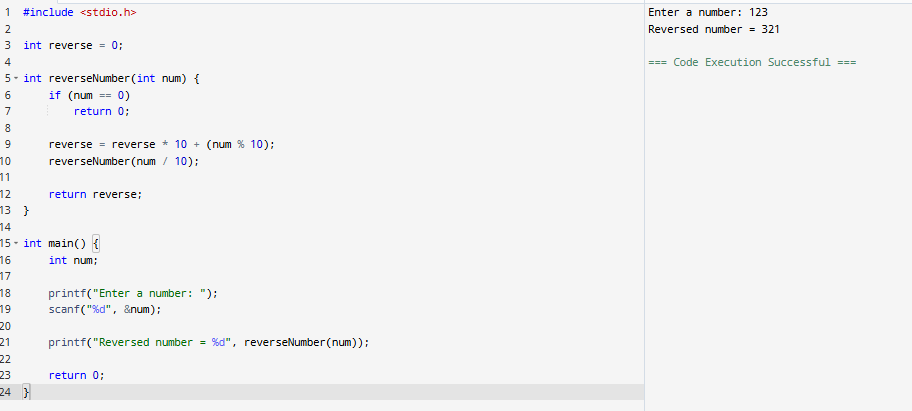 1 #include <stdio.h>
2
3 int reverse = 0;
4
5 int reverseNumber(int num) {
6     if (num == 0)
7         return 0;
8
9     reverse = reverse * 10 + (num % 10);
10     reverseNumber(num / 10);
11
12     return reverse;
13 }
14
15 int main() {
16     int num;
17
18     printf("Enter a number: ");
19     scanf("%d", &num);
20
21     printf("Reversed number = %d", reverseNumber(num));
22
23     return 0;
24 }
Enter a number: 123
Reversed number = 321
=== Code Execution Successful ===